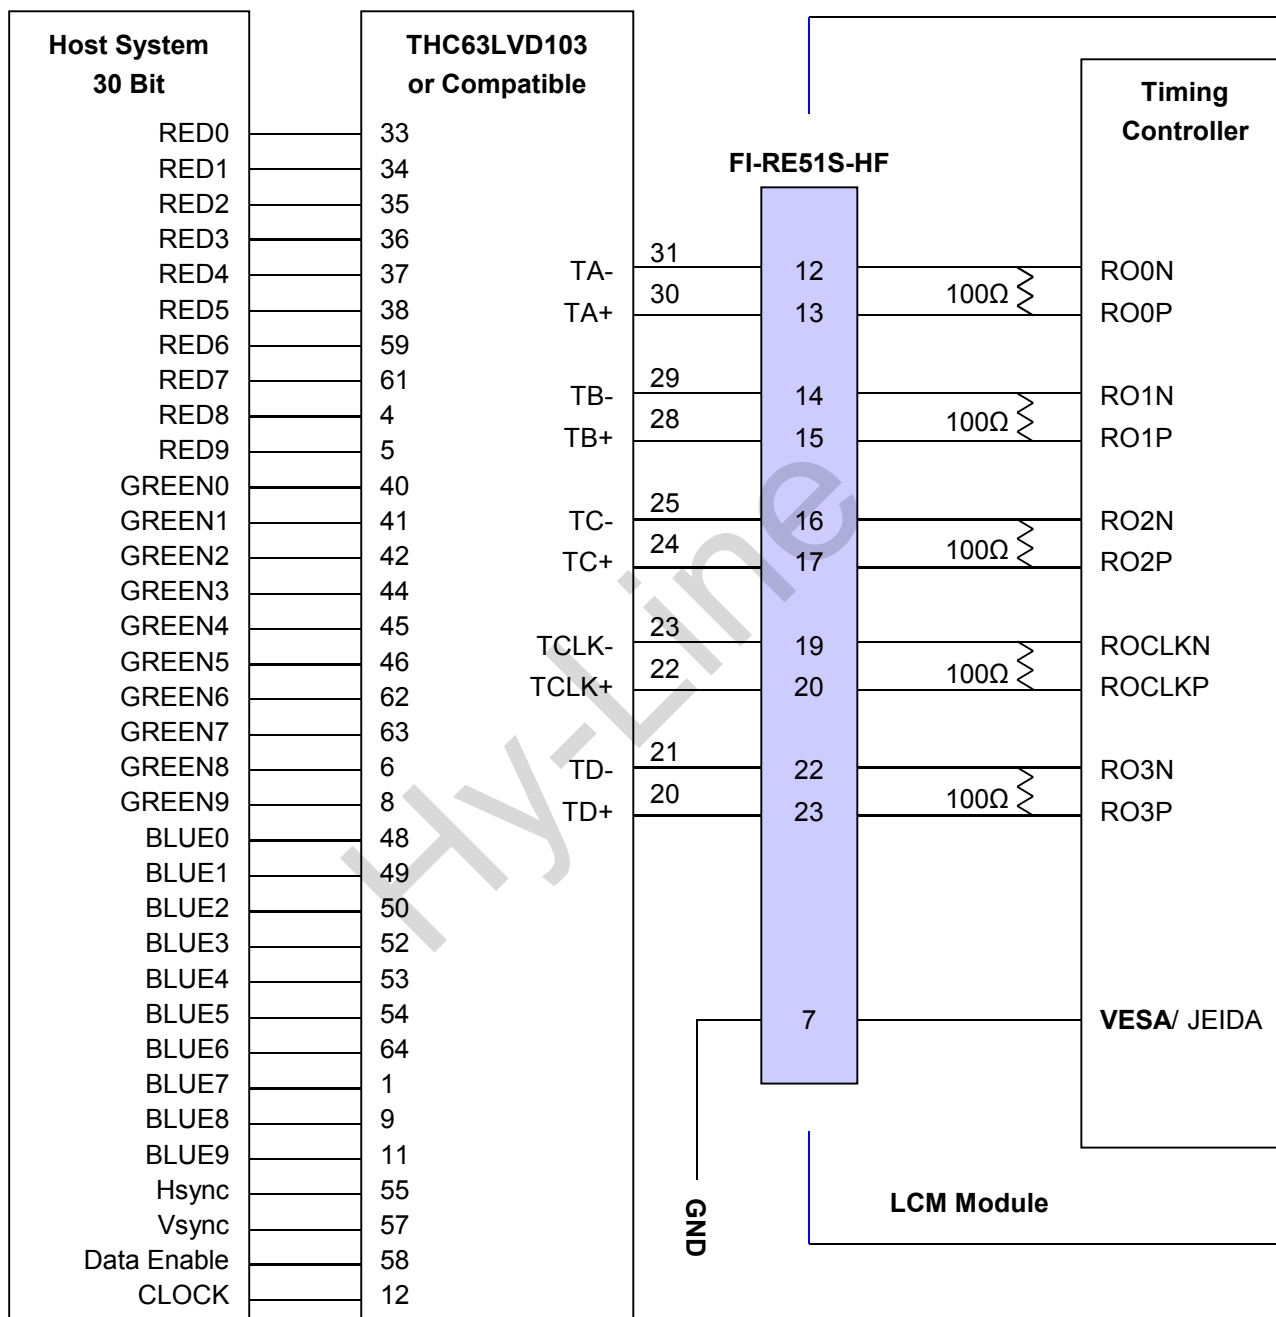 Host System
30 Bit
RED0
RED1
RED2
RED3
RED4
RED5
RED6
RED7
RED8
RED9
GREEN0
GREEN1
GREEN2
GREEN3
GREEN4
GREEN5
GREEN6
GREEN7
GREEN8
GREEN9
BLUE0
BLUE1
BLUE2
BLUE3
BLUE4
BLUE5
BLUE6
BLUE7
BLUE8
BLUE9
Hsync
Vsync
Data Enable
CLOCK
THC63LVD103
or Compatible
33
34
35
36
37
38
59
61
4
5
40
41
42
44
45
46
62
63
6
8
48
49
50
52
53
54
64
1
9
11
55
57
58
12
TA-
TA+
TB-
TB+
TC-
TC+
TCLK-
TCLK+
TD-
TD+
31
30
29
28
25
24
23
22
21
20
FI-RE51S-HF
12
13
14
15
16
17
19
20
22
23
7
100Ω
100Ω
100Ω
100Ω
100Ω
Timing
Controller
RO0N
RO0P
RO1N
RO1P
RO2N
RO2P
ROCLKN
ROCLKP
RO3N
RO3P
VESA/ JEIDA
GND
LCM Module
Hy-Line